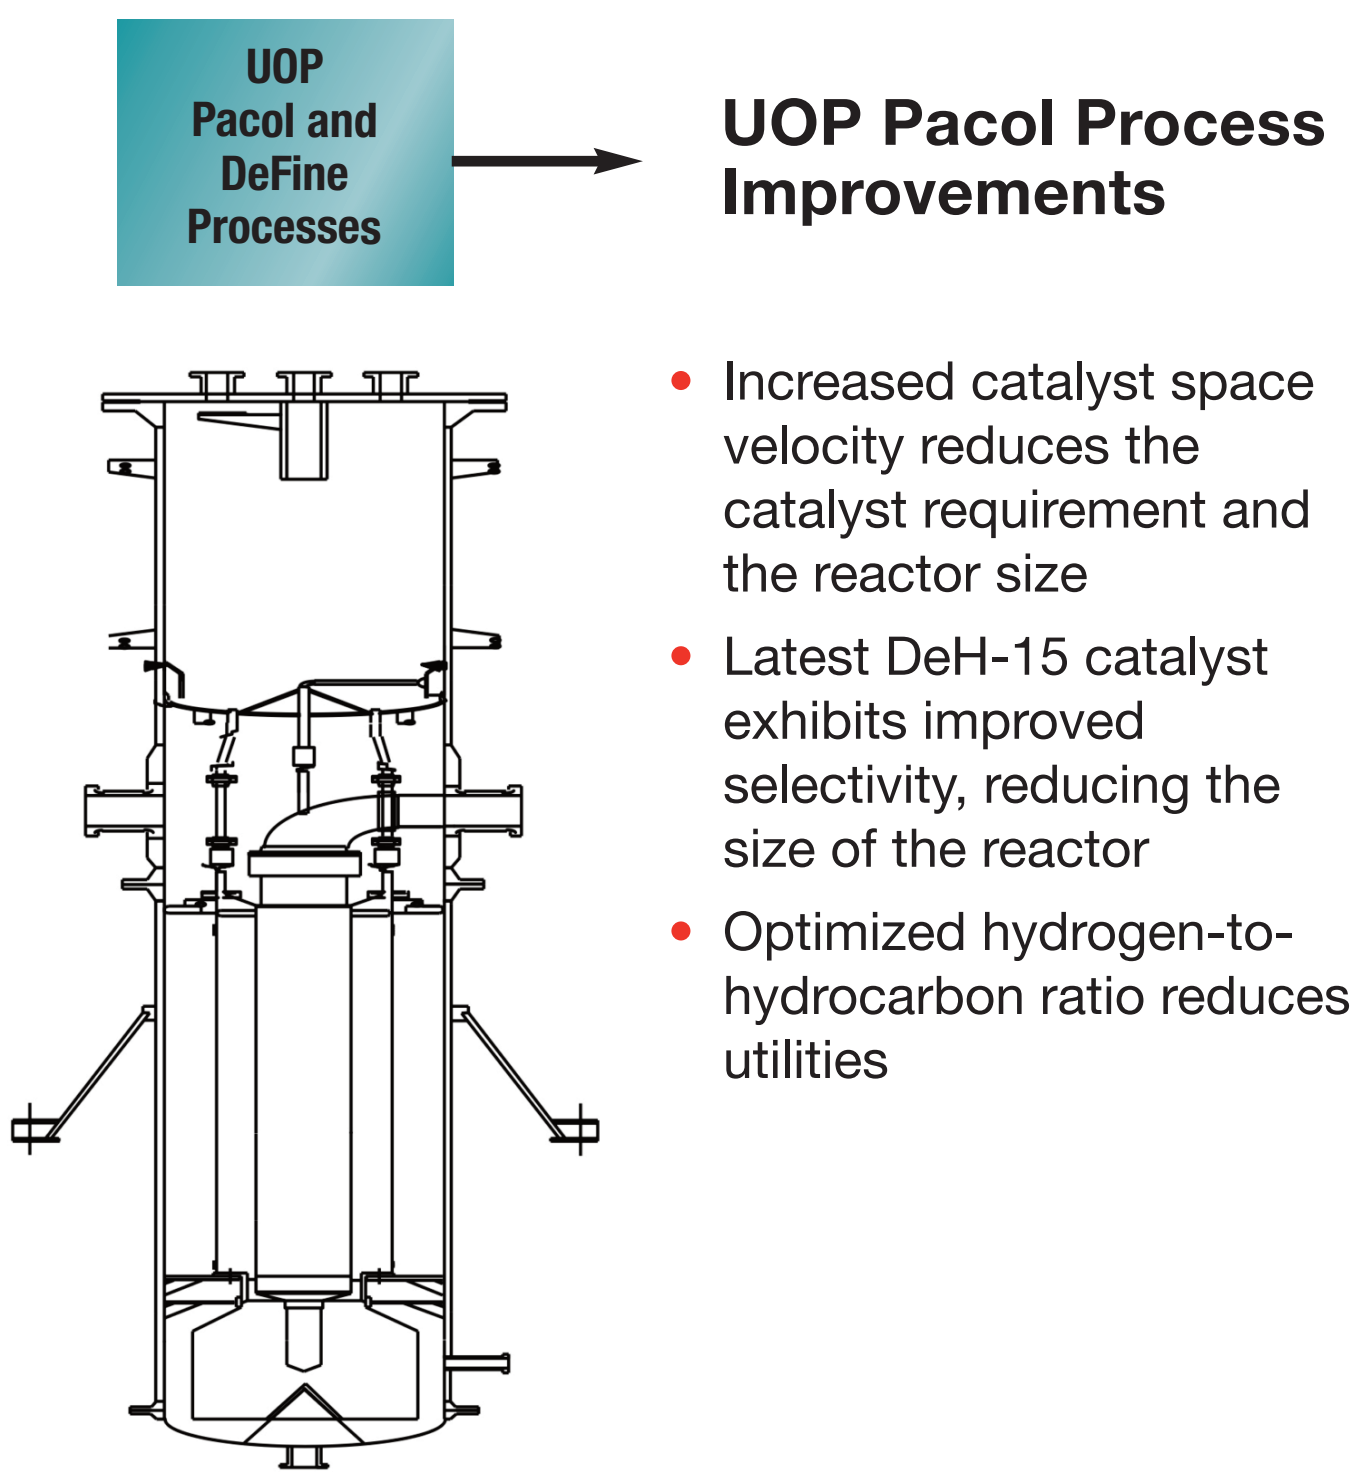 UOP
Pacol and
DeFine
Processes
UOP Pacol Process
Improvements
• Increased catalyst space
velocity reduces the
catalyst requirement and
the reactor size
• Latest DeH-15 catalyst
exhibits improved
selectivity, reducing the
size of the reactor
• Optimized hydrogen-to-
hydrocarbon ratio reduces
utilities